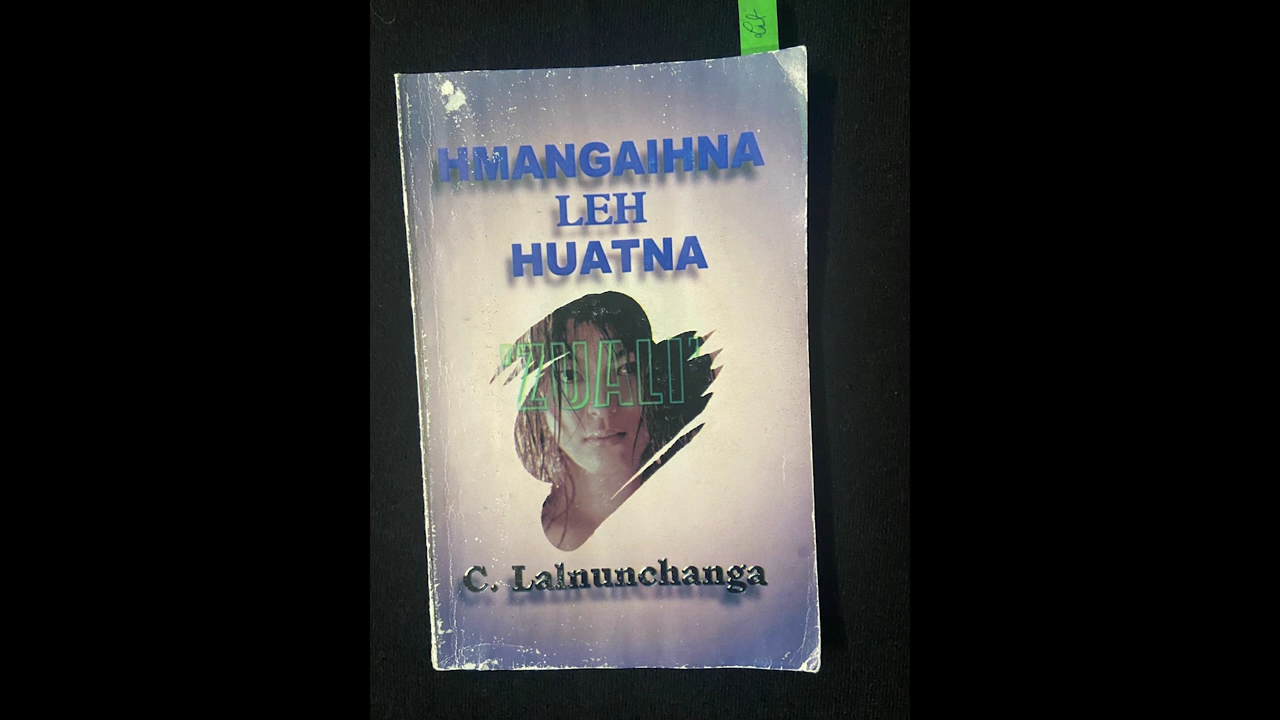 HMANGAIHNA
LEH
HUATNA
'ZUALI'
C. Lalnunchanga